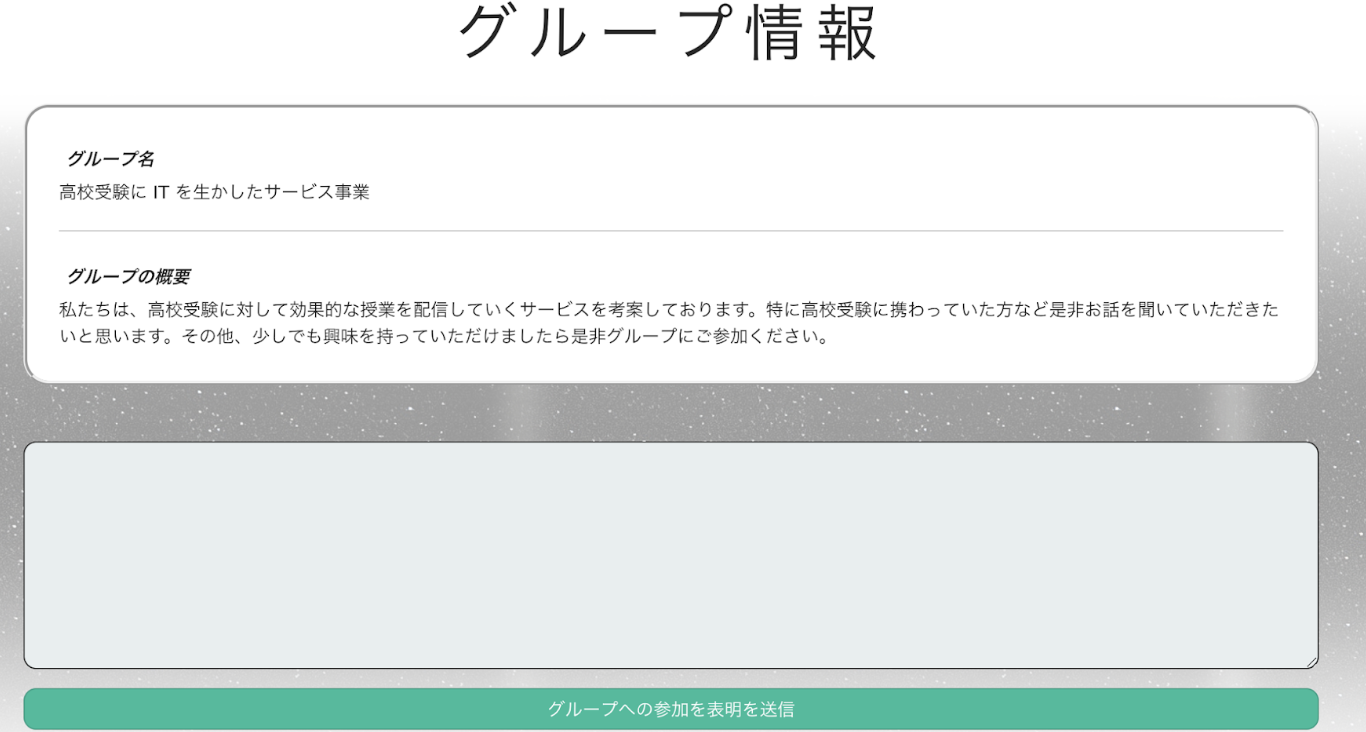 グループ情報
グループ名
高校受験に IT を生かしたサービス事業
グループの概要
私たちは、高校受験に対して効果的な授業を配信していくサービスを考案しております。特に高校受験に携わっていた方など是非お話を聞いていただきた
いと思います。その他、少しでも興味を持っていただけましたら是非グループにご参加ください。
グループへの参加を表明を送信